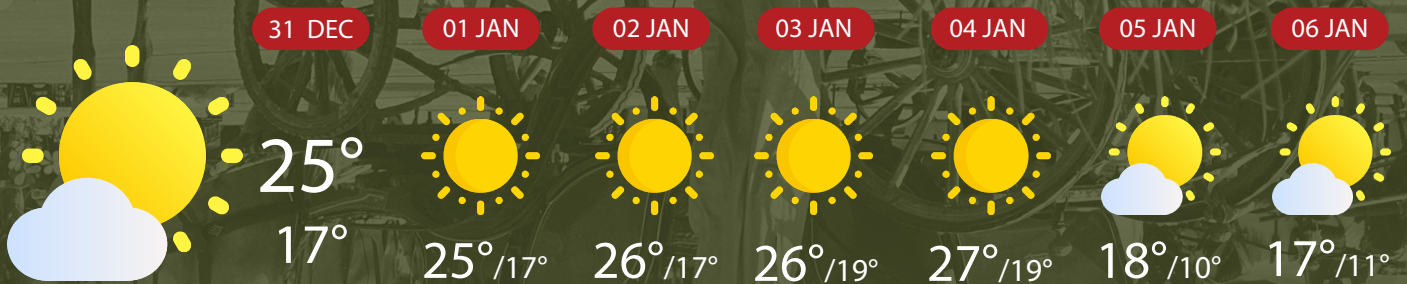 31 DEC
01 JAN
02 JAN
03 JAN
04 JAN
05 JAN
06 JAN
25°
17°
25°/17°
26°/17°
26°/19°
27°/19°
18°/10°
17°/11°